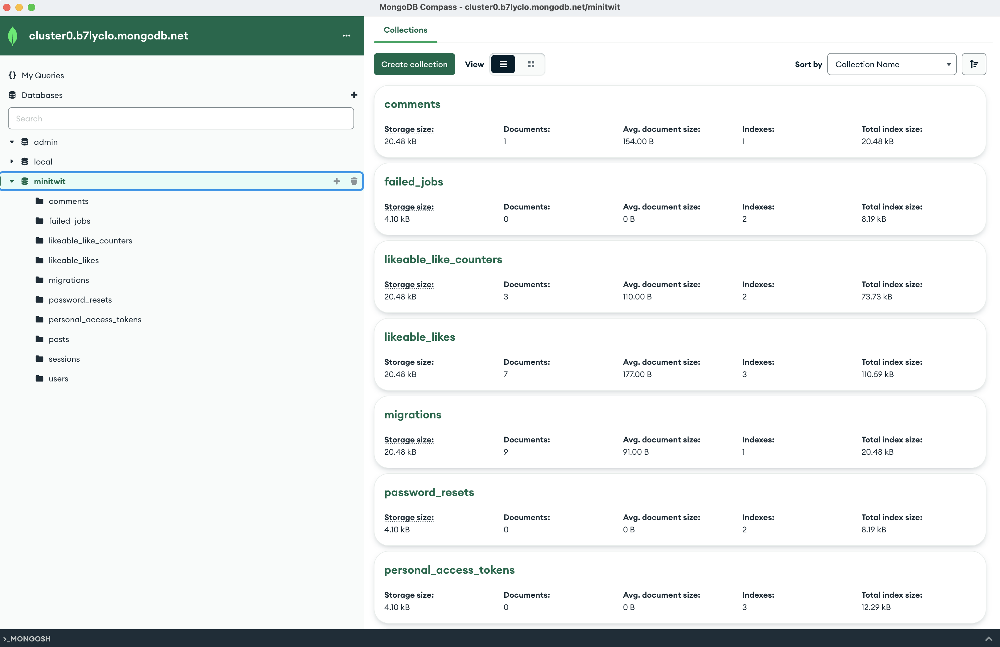 MongoDB Compass - cluster0.b7lyclo.mongodb.net/minitwit
cluster0.b7lyclo.mongodb.net
{} My Queries
Databases
Search
admin
local
minitwit
comments
failed_jobs
likeable_like_counters
likeable_likes
migrations
password_resets
personal_access_tokens
posts
sessions
users
Collections
Create collection View Sort by Collection Name
comments
Storage size: Documents: Avg. document size: Indexes: Total index size:
20.48 kB 1 154.00 B 1 20.48 kB
failed_jobs
Storage size: Documents: Avg. document size: Indexes: Total index size:
4.10 kB 0 0 B 2 8.19 kB
likeable_like_counters
Storage size: Documents: Avg. document size: Indexes: Total index size:
20.48 kB 3 110.00 B 2 73.73 kB
likeable_likes
Storage size: Documents: Avg. document size: Indexes: Total index size:
20.48 kB 7 177.00 B 3 110.59 kB
migrations
Storage size: Documents: Avg. document size: Indexes: Total index size:
20.48 kB 9 91.00 B 1 20.48 kB
password_resets
Storage size: Documents: Avg. document size: Indexes: Total index size:
4.10 kB 0 0 B 2 8.19 kB
personal_access_tokens
Storage size: Documents: Avg. document size: Indexes: Total index size:
4.10 kB 0 0 B 3 12.29 kB
>_MONGOSH